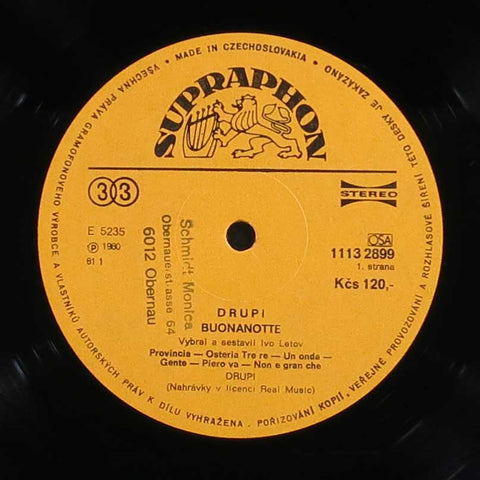 VŠECHNA PRÁVA GRAMOFONOVÉHO VÝROBCE A VLASTNÍKŮ AUTORSKÝCH PRÁV K DÍLU VYHRAŽENA. POŘIZOVÁNÍ KOPIÍ, VEŘEJNÉ PROVOZOVÁNÍ A ROZHLASOVÉ ŠÍŘENÍ TÉTO DESKY JE ZAKÁZÁNO
• MADE IN CZECHOSLOVAKIA •
SUPRAPHON
33
STEREO
E 5235
Ⓟ 1980
81 1
OSA
1113 2899
1. strana
Kčs 120,-
Schmidt Monica
Obernauerst.asse 64
6012 Obernau
DRUPI
BUONANOTTE
Vybral a sestavil Ivo Letov
Provincia — Osteria Tre re — Un onda —
Gente — Piero va — Non e gran che
DRUPI
(Nahrávky v licenci Real Music)